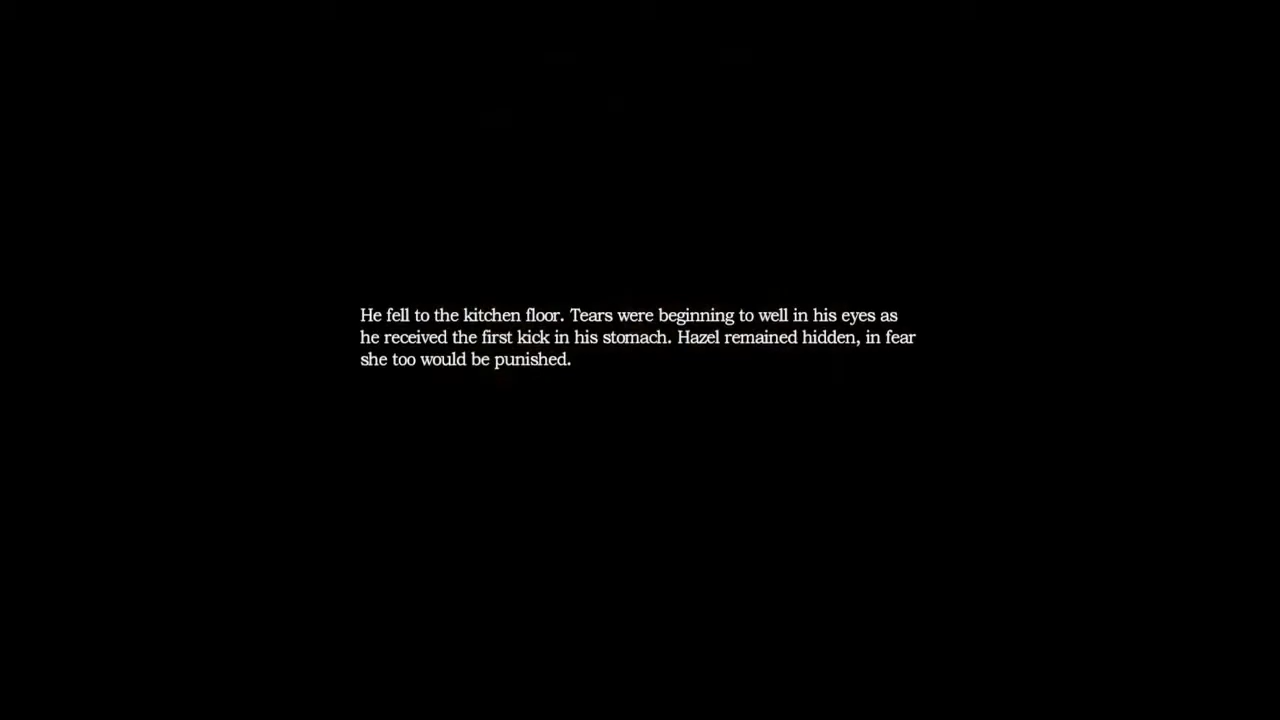 He fell to the kitchen floor. Tears were beginning to well in his eyes as
he received the first kick in his stomach. Hazel remained hidden, in fear
she too would be punished.